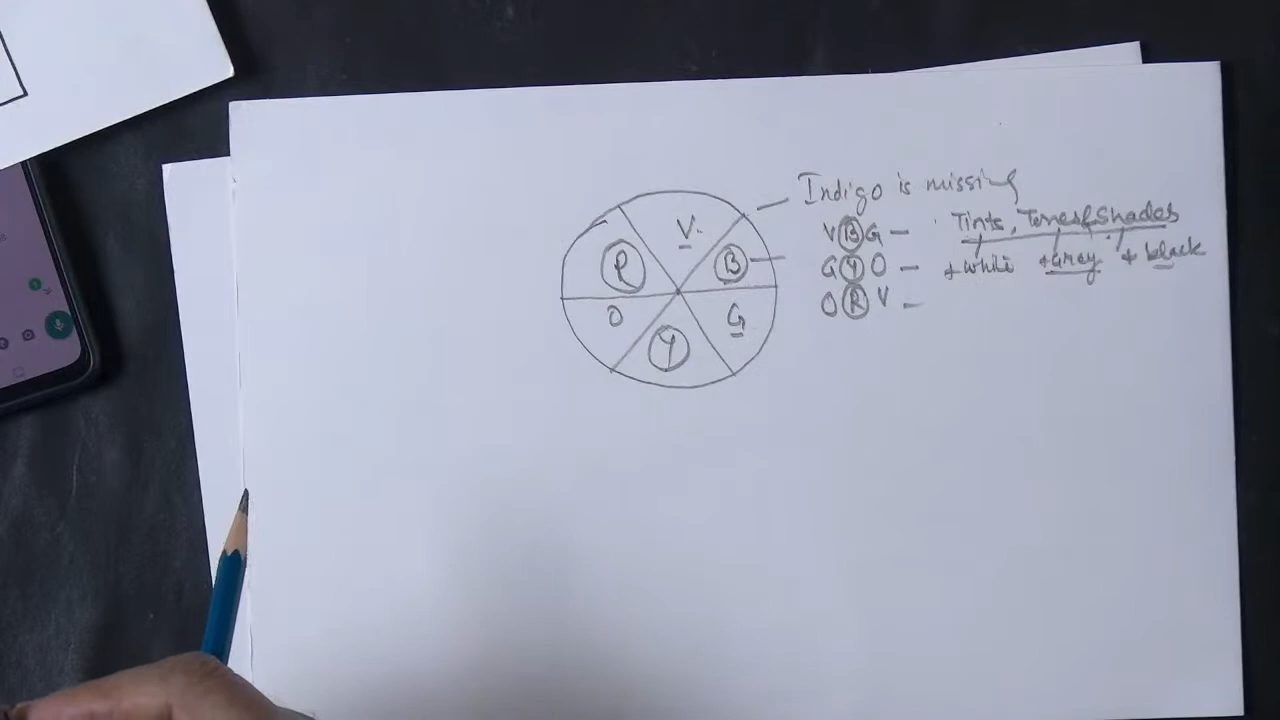 Indigo is missing
V B G – Tints, Tones & Shades
G Y O – + white + Grey + black
O R V –
V
R B
O G
Y